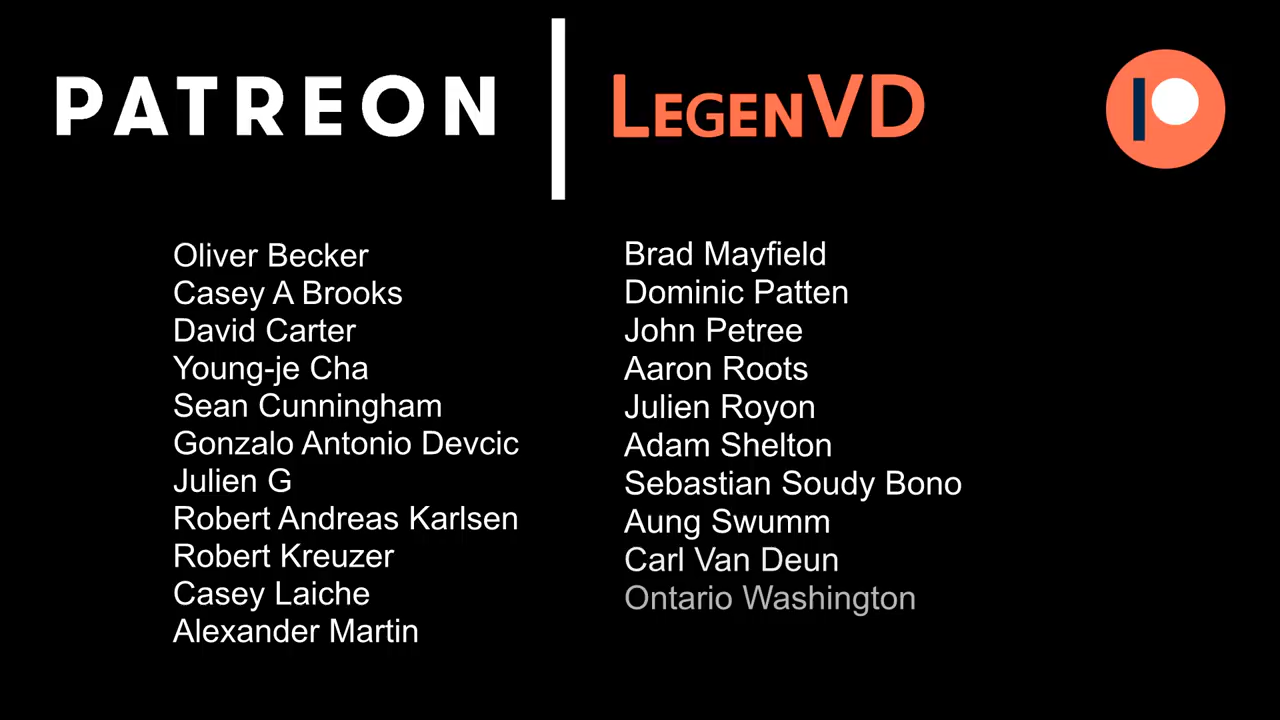 PATREON
LEGENVD
Oliver Becker
Casey A Brooks
David Carter
Young-je Cha
Sean Cunningham
Gonzalo Antonio Devcic
Julien G
Robert Andreas Karlsen
Robert Kreuzer
Casey Laiche
Alexander Martin
Brad Mayfield
Dominic Patten
John Petree
Aaron Roots
Julien Royon
Adam Shelton
Sebastian Soudy Bono
Aung Swumm
Carl Van Deun
Ontario Washington